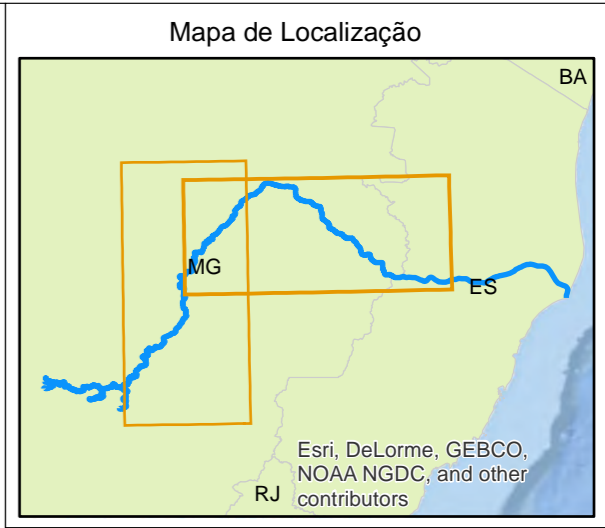 Mapa de Localização
BA
MG
ES
Esri, DeLorme, GEBCO,
NOAA NGDC, and other
RJ
contributors